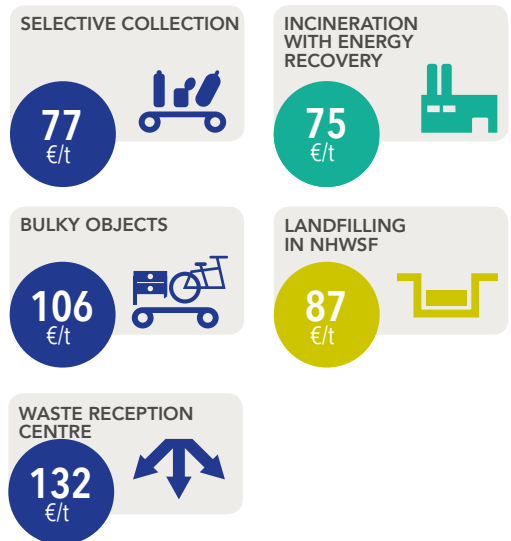 SELECTIVE COLLECTION
77
€/t
INCINERATION
WITH ENERGY
RECOVERY
75
€/t
BULKY OBJECTS
106
€/t
LANDFILLING
IN NHWSF
87
€/t
WASTE RECEPTION
CENTRE
132
€/t